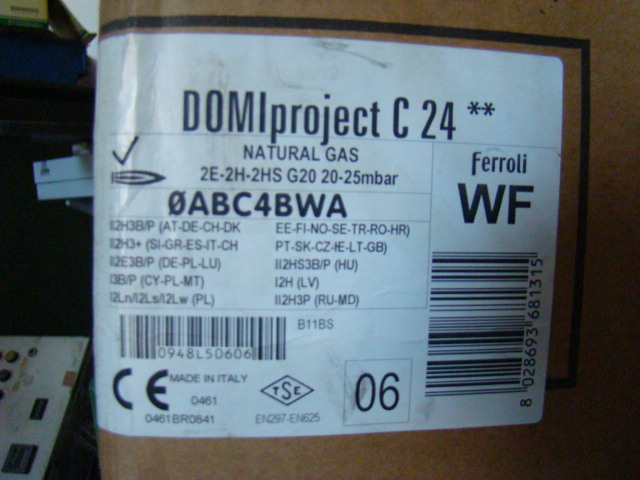 DOMIproject C 24 **
NATURAL GAS
2E-2H-2HS G20 20-25mbar
ØABC4BWA
II2H3B/P (AT-DE-CH-DK EE-FI-NO-SE-TR-RO-HR)
II2H3+ (SI-GR-ES-IT-CH PT-SK-CZ-IE-LT-GB)
II2E3B/P (DE-PL-LU) II2HS3B/P (HU)
I3B/P (CY-PL-MT) I2H (LV)
I2Ln/I2Ls/I2Lw (PL) II2H3P (RU-MD)
B11BS
0948L50606
CE MADE IN ITALY
0461
0461BR0841
TSE
EN297-EN625
06
Ferroli
WF
8 028693 681315